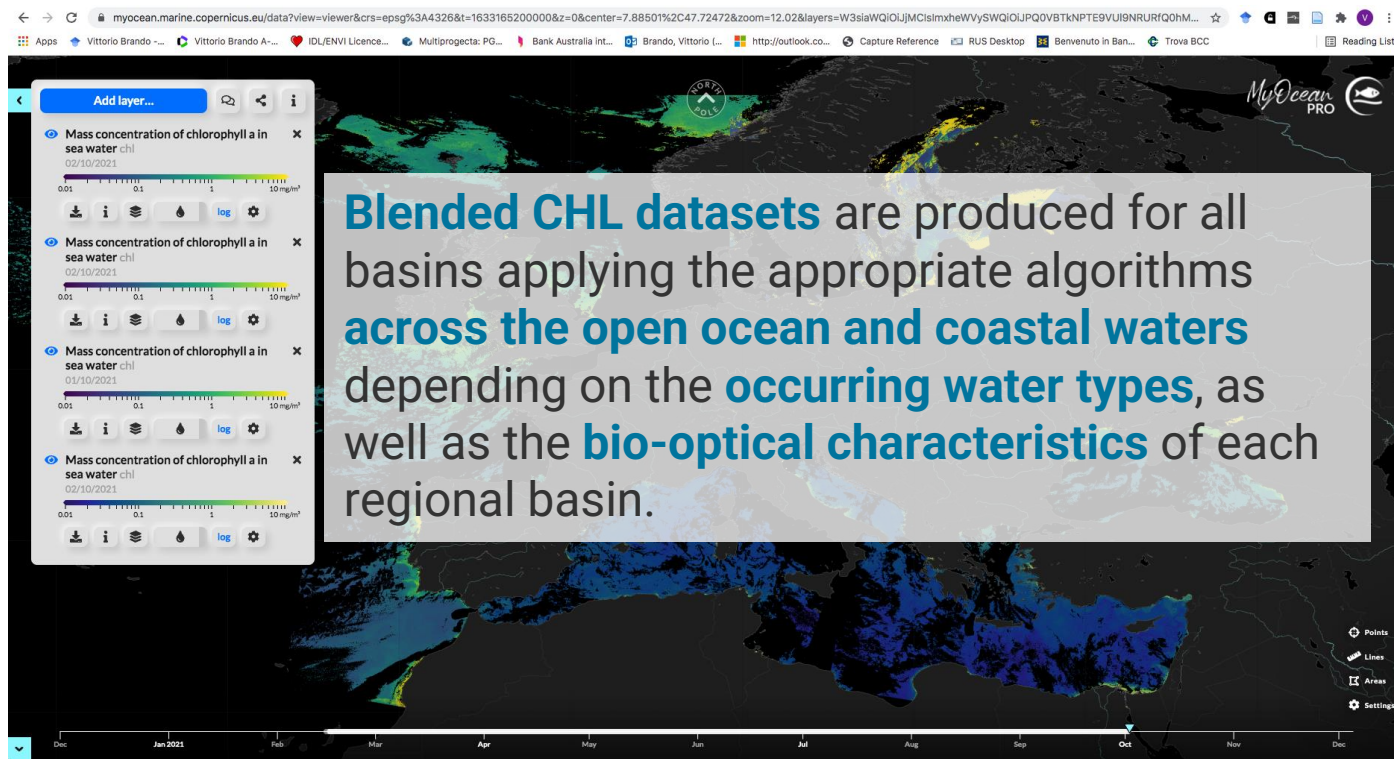 myocean.marine.copernicus.eu/data?view=viewer&crs=epsg%3A4326&t=1633165200000&z=0&center=7.88501%2C47.72472&zoom=12.02&layers=W3siaWQiOiJjMCIsImxheWVySWQiOiJPQ0VBTkNPTE9VUl9NRURfQ0hM...
Apps Vittorio Brando -... Vittorio Brando A-... IDL/ENVI Licence... Multiprogecta: PG... Bank Australia int... Brando, Vittorio (... http://outlook.co... Capture Reference RUS Desktop Benvenuto in Ban... Trova BCC Reading List
NORTH
POLE
MyOcean
PRO
Add layer...
Mass concentration of chlorophyll a in
sea water chl
02/10/2021
0.01 0.1 1 10 mg/m³
log
Mass concentration of chlorophyll a in
sea water chl
02/10/2021
0.01 0.1 1 10 mg/m³
log
Mass concentration of chlorophyll a in
sea water chl
01/10/2021
0.01 0.1 1 10 mg/m³
log
Mass concentration of chlorophyll a in
sea water chl
02/10/2021
0.01 0.1 1 10 mg/m³
log
Blended CHL datasets are produced for all
basins applying the appropriate algorithms
across the open ocean and coastal waters
depending on the occurring water types, as
well as the bio-optical characteristics of each
regional basin.
Points
Lines
Areas
Settings
Dec Jan 2021 Feb Mar Apr May Jun Jul Aug Sep Oct Nov Dec